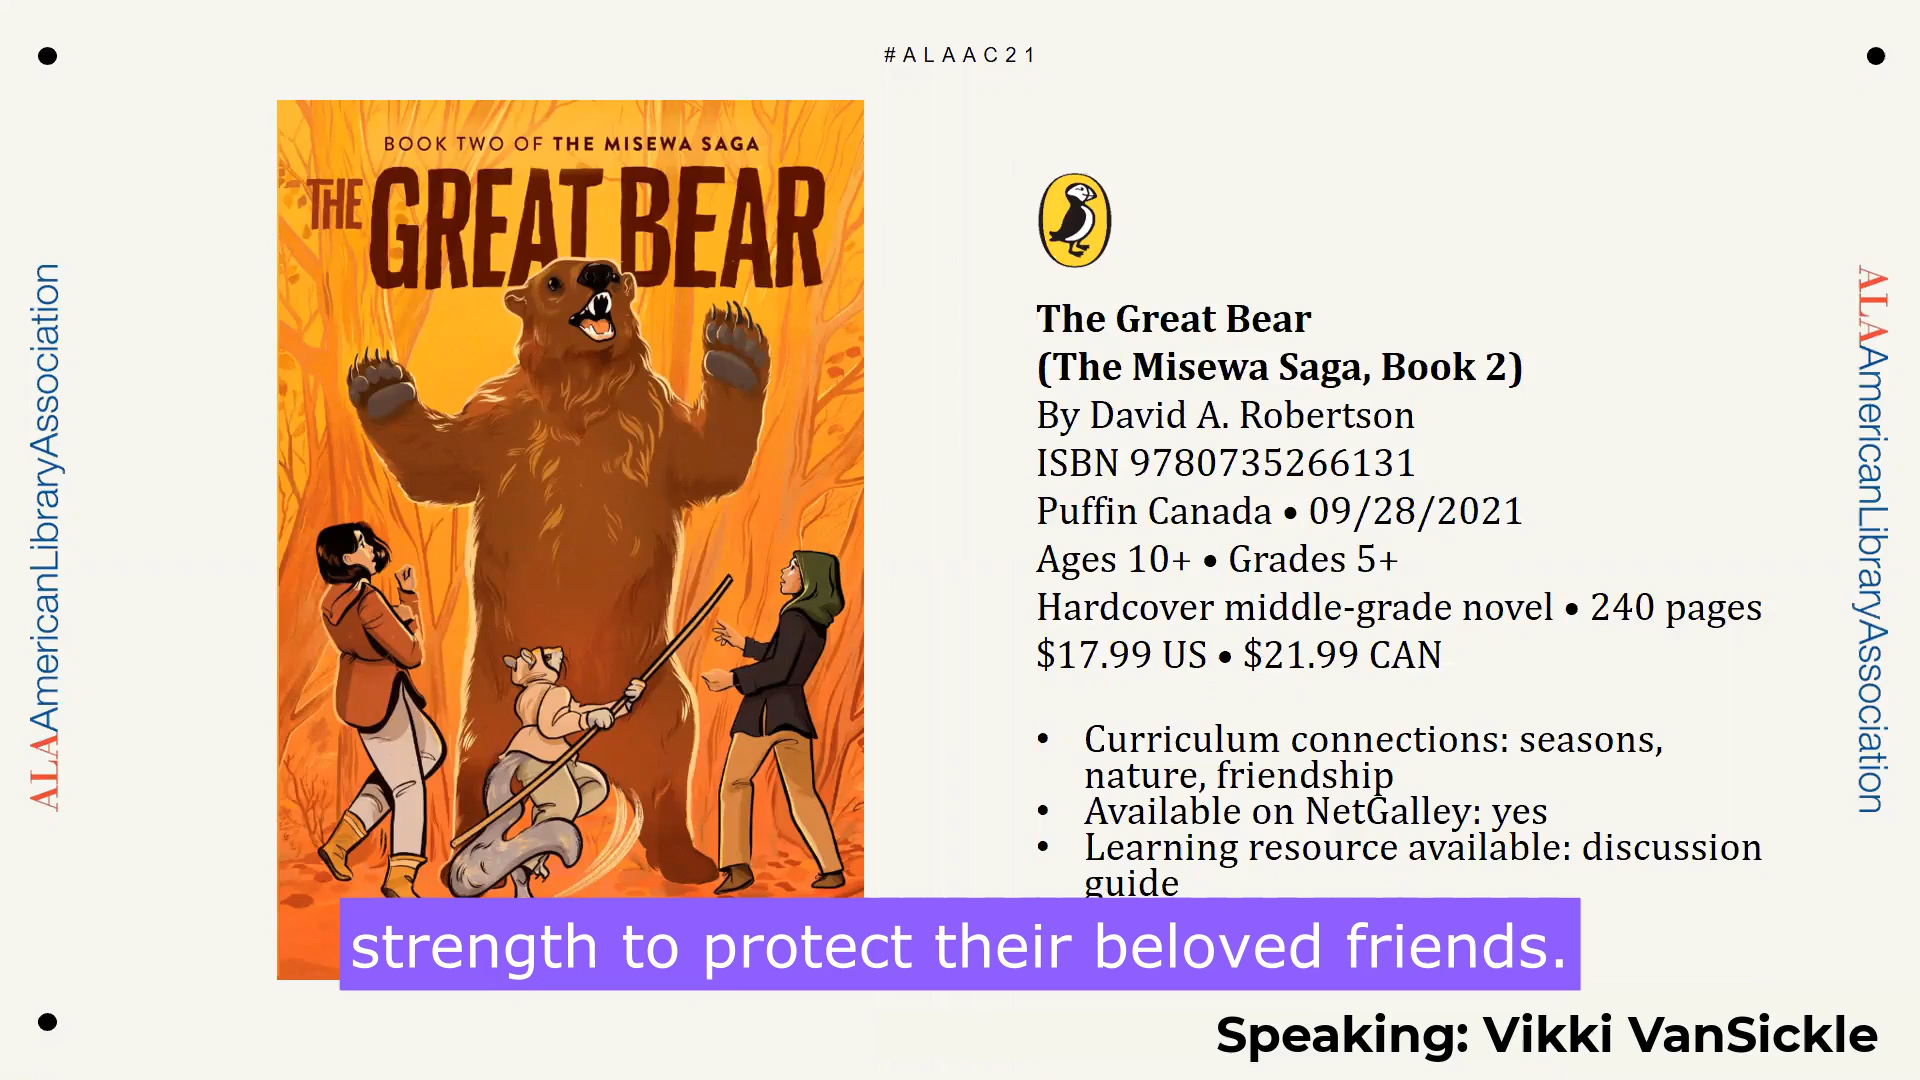 #ALAAC21
BOOK TWO OF THE MISEWA SAGA
THE GREAT BEAR
The Great Bear
(The Misewa Saga, Book 2)
By David A. Robertson
ISBN 9780735266131
Puffin Canada • 09/28/2021
Ages 10+ • Grades 5+
Hardcover middle-grade novel • 240 pages
$17.99 US • $21.99 CAN
• Curriculum connections: seasons,
nature, friendship
• Available on NetGalley: yes
• Learning resource available: discussion
guide
strength to protect their beloved friends.
Speaking: Vikki VanSickle
ALAAmericanLibraryAssociation
ALAAmericanLibraryAssociation